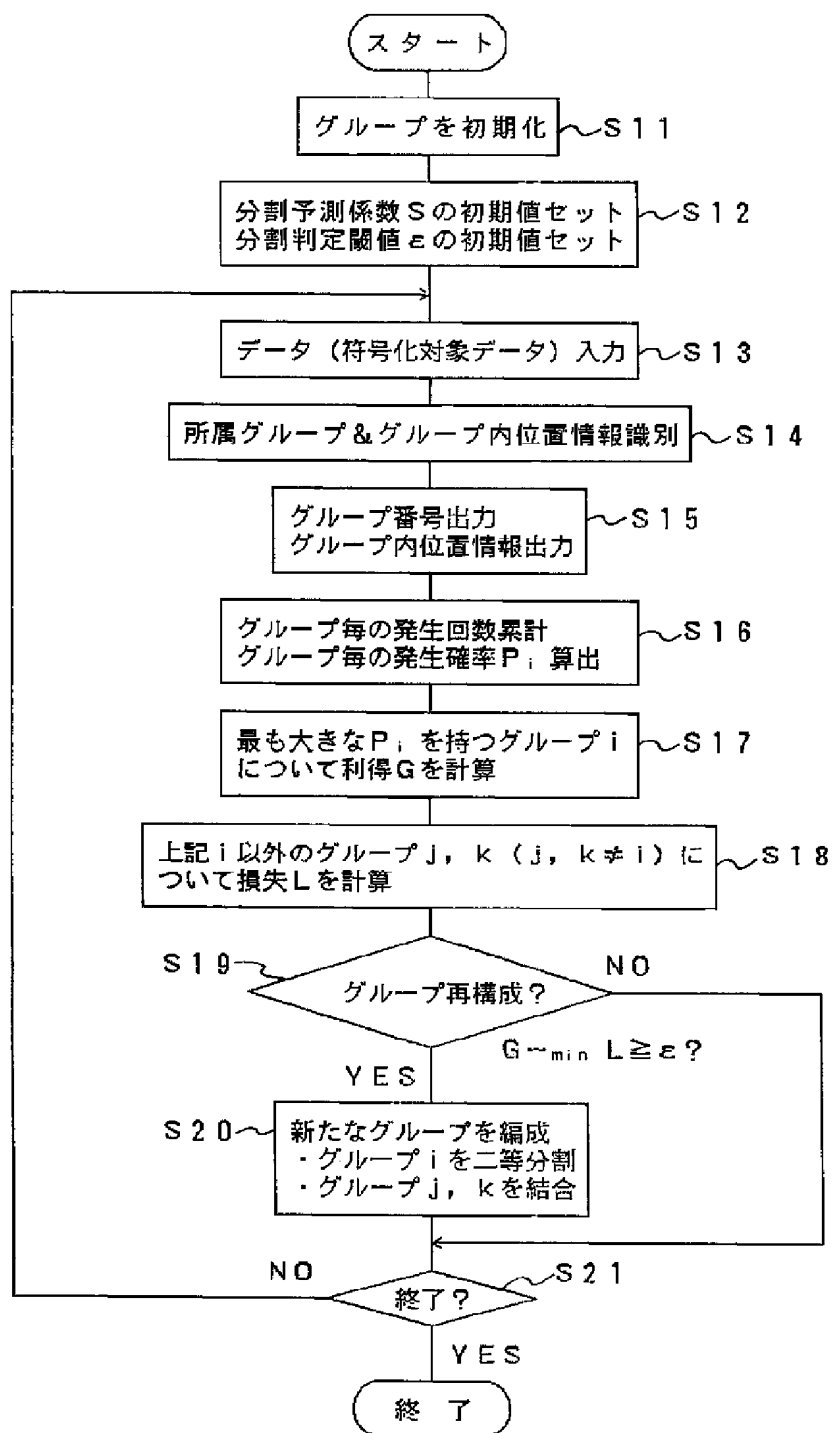 スタート
グループを初期化
S11
分割予測係数Sの初期値セット
分割判定閾値εの初期値セット
S12
データ（符号化対象データ）入力
S13
所属グループ&グループ内位置情報識別
S14
グループ番号出力
グループ内位置情報出力
S15
グループ毎の発生回数累計
グループ毎の発生確率Pi算出
S16
最も大きなPiを持つグループi
について利得Gを計算
S17
上記i以外のグループj，k（j，k≠i）に
ついて損失Lを計算
S18
S19
グループ再構成？
NO
G−min L≧ε？
YES
S20
新たなグループを編成
・グループiを二等分割
・グループj，kを結合
NO
S21
終了？
YES
終了